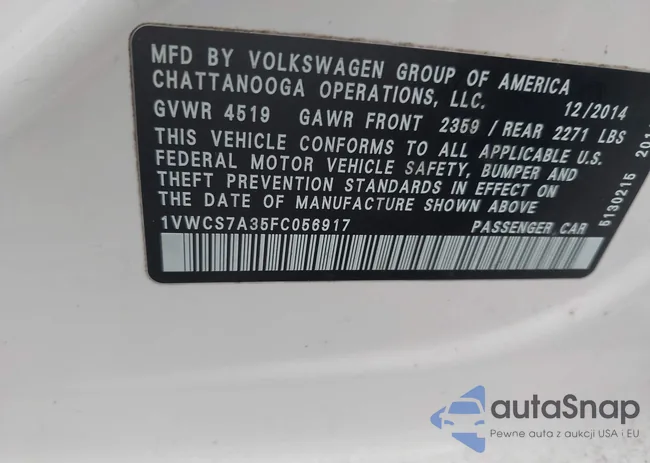 MFD BY VOLKSWAGEN GROUP OF AMERICA
CHATTANOOGA OPERATIONS, LLC. 12/2014
GVWR 4519 GAWR FRONT 2359 / REAR 2271 LBS
THIS VEHICLE CONFORMS TO ALL APPLICABLE U.S.
FEDERAL MOTOR VEHICLE SAFETY, BUMPER AND
THEFT PREVENTION STANDARDS IN EFFECT ON
THE DATE OF MANUFACTURE SHOWN ABOVE
1VWCS7A35FC056917 PASSENGER CAR
5130215
autaSnap
Pewne auta z aukcji USA i EU